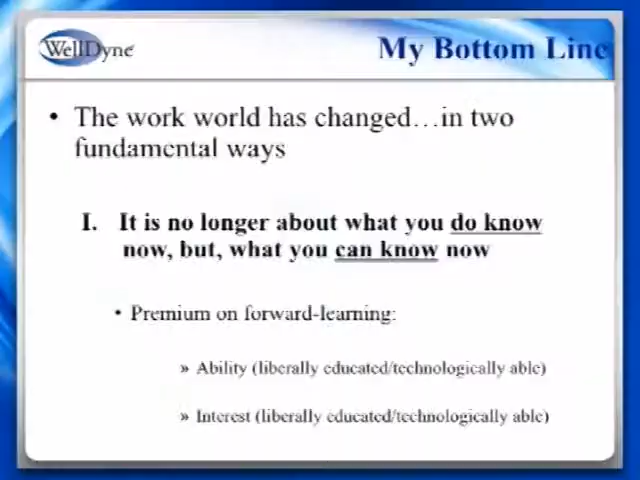 WellDyne
My Bottom Line
• The work world has changed…in two
fundamental ways
I. It is no longer about what you do know
now, but, what you can know now
• Premium on forward-learning:
» Ability (liberally educated/technologically able)
» Interest (liberally educated/technologically able)